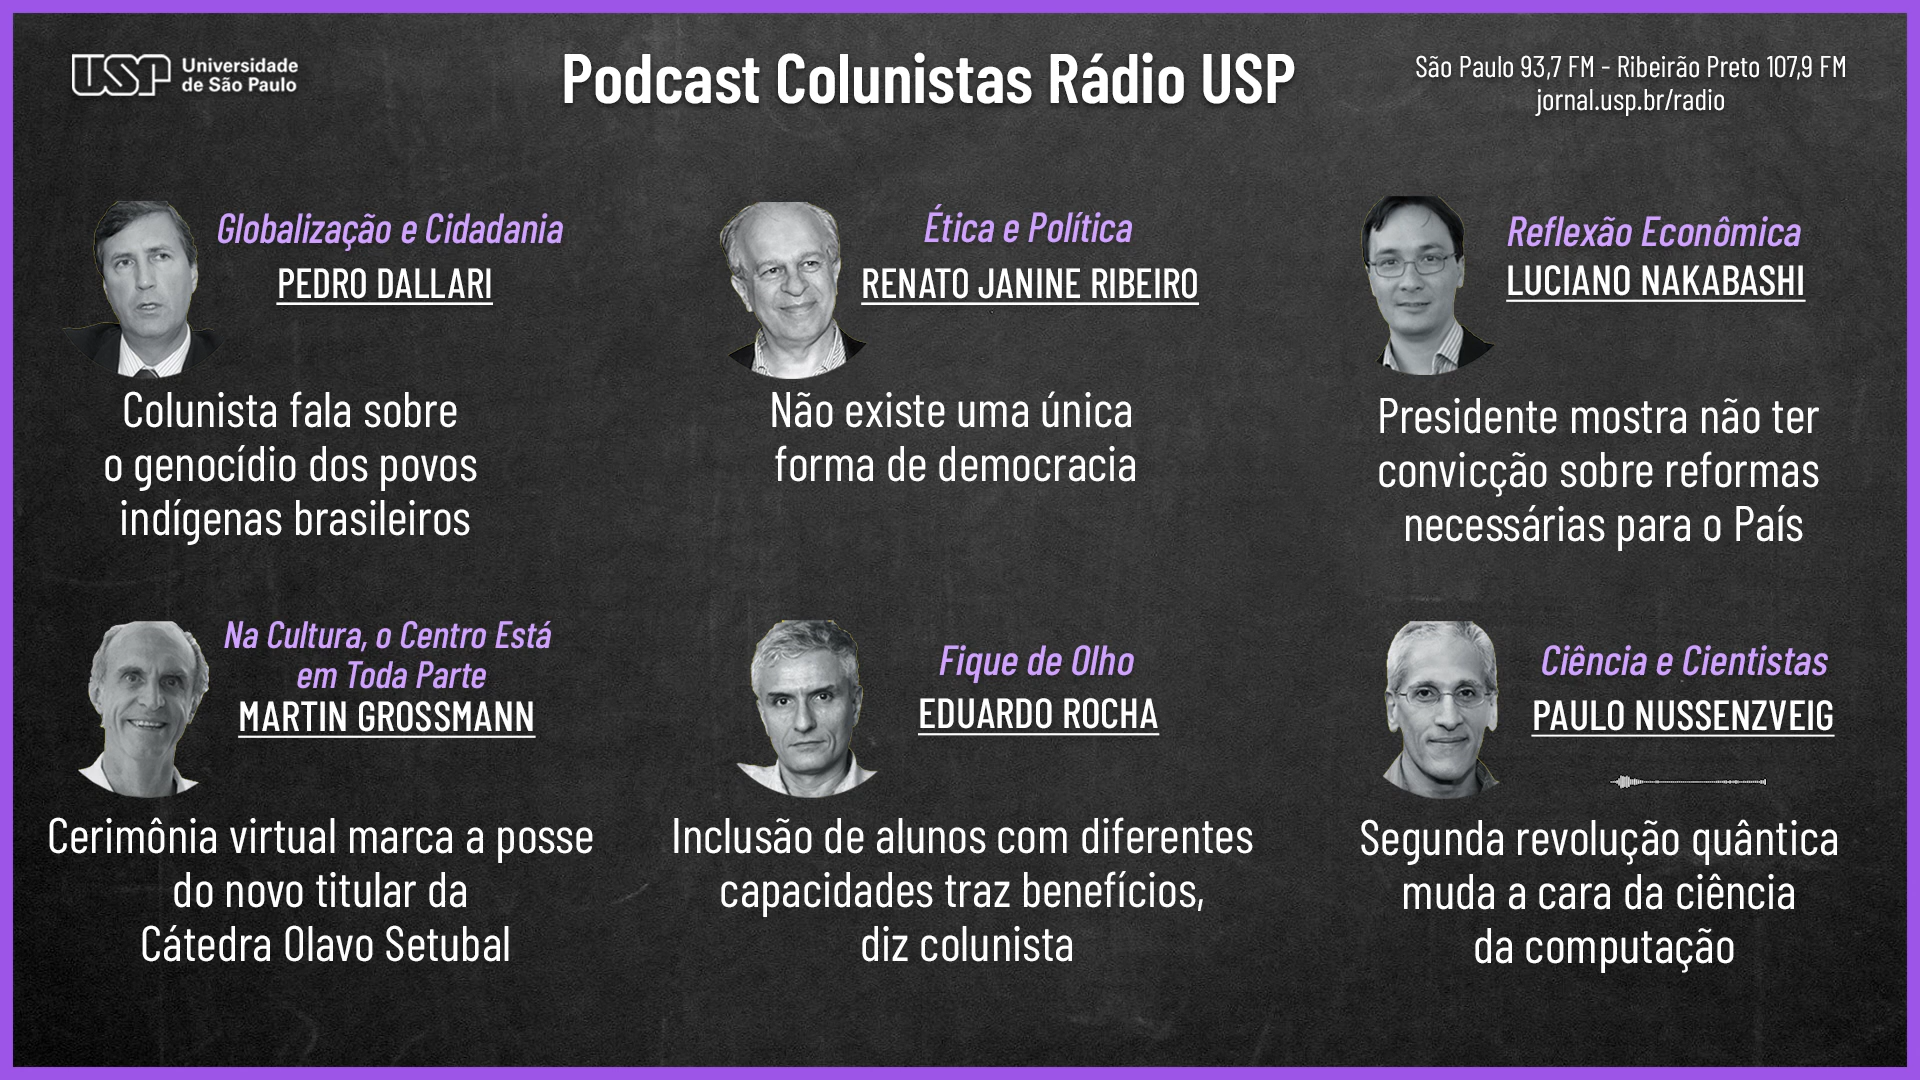 USP Universidade
de São Paulo
Podcast Colunistas Rádio USP
São Paulo 93,7 FM - Ribeirão Preto 107,9 FM
jornal.usp.br/radio
Globalização e Cidadania
PEDRO DALLARI
Colunista fala sobre
o genocídio dos povos
indígenas brasileiros
Ética e Política
RENATO JANINE RIBEIRO
Não existe uma única
forma de democracia
Reflexão Econômica
LUCIANO NAKABASHI
Presidente mostra não ter
convicção sobre reformas
necessárias para o País
Na Cultura, o Centro Está
em Toda Parte
MARTIN GROSSMANN
Cerimônia virtual marca a posse
do novo titular da
Cátedra Olavo Setubal
Fique de Olho
EDUARDO ROCHA
Inclusão de alunos com diferentes
capacidades traz benefícios,
diz colunista
Ciência e Cientistas
PAULO NUSSENZVEIG
Segunda revolução quântica
muda a cara da ciência
da computação